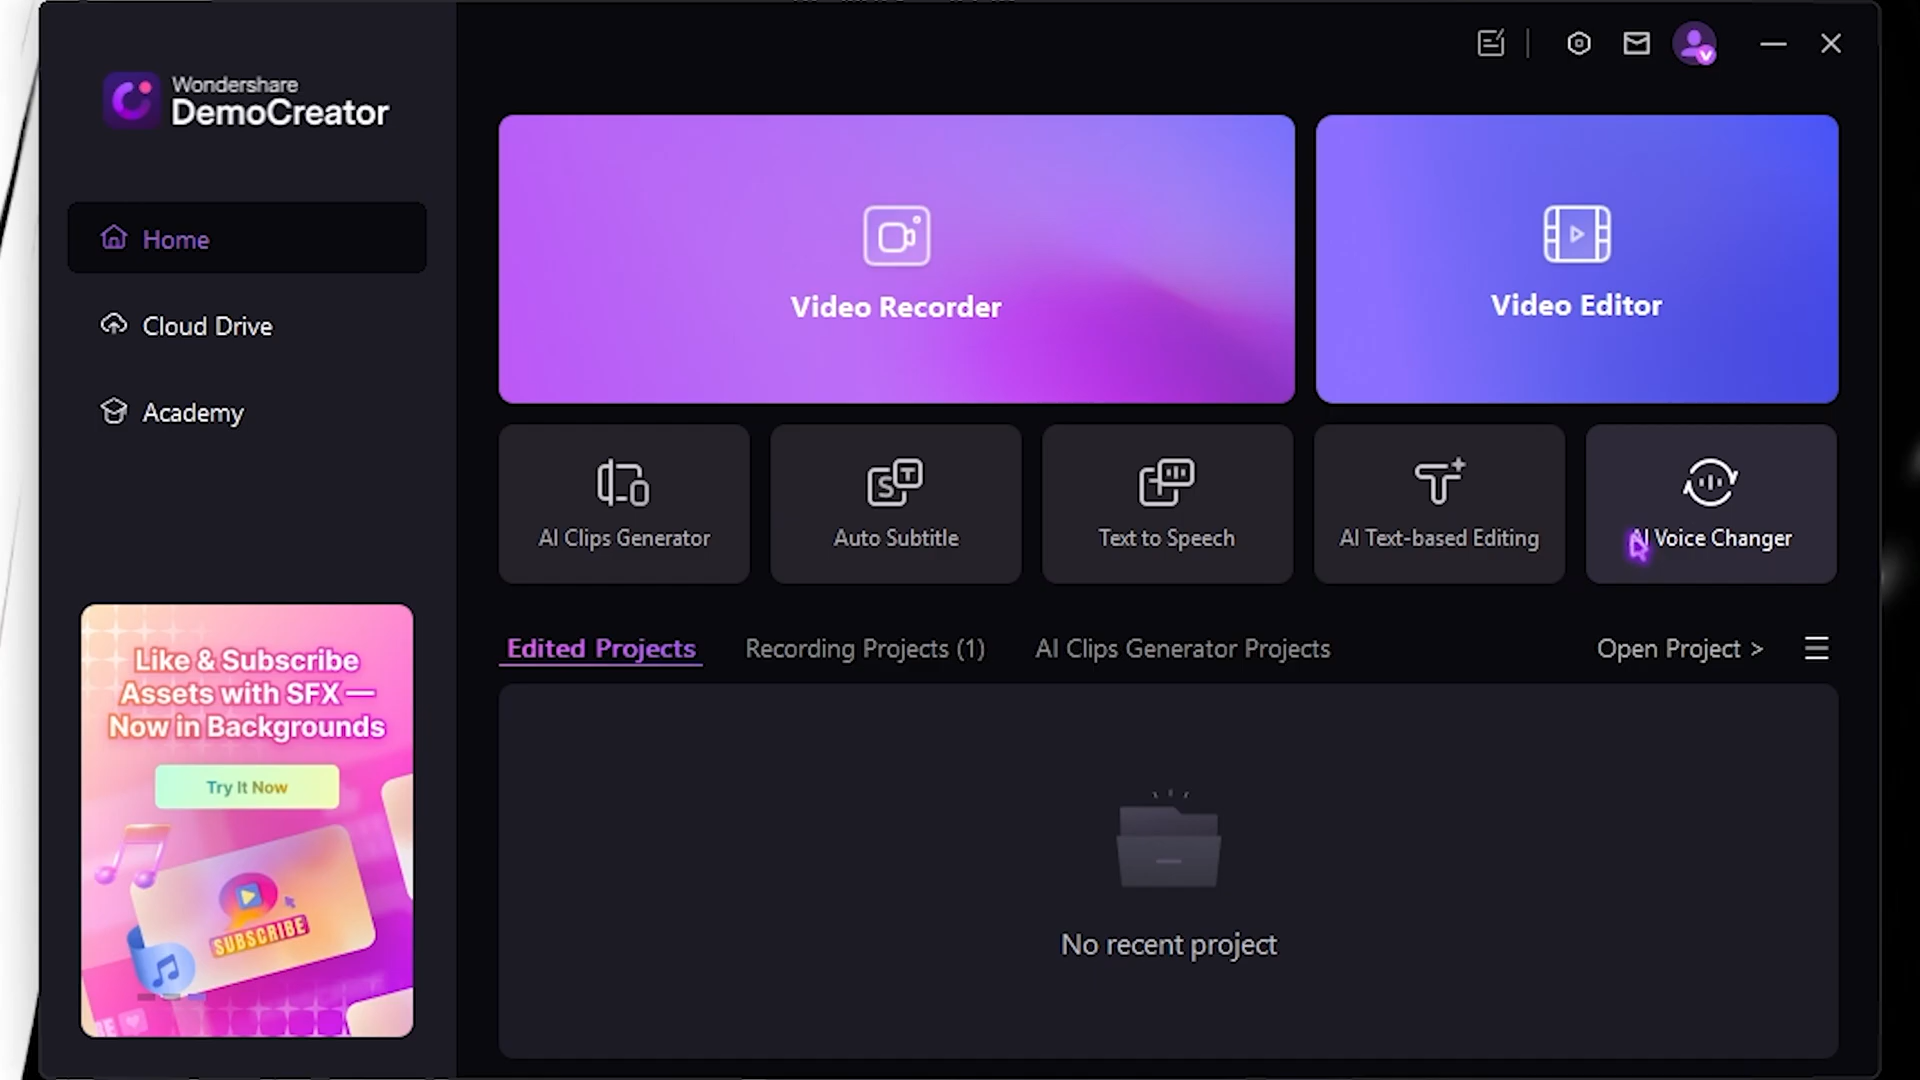 Wondershare
DemoCreator
Home
Cloud Drive
Academy
Like & Subscribe
Assets with SFX —
Now in Backgrounds
Try It Now
SUBSCRIBE
Video Recorder
Video Editor
AI Clips Generator
Auto Subtitle
Text to Speech
AI Text-based Editing
AI Voice Changer
Edited Projects
Recording Projects (1)
AI Clips Generator Projects
Open Project >
No recent project